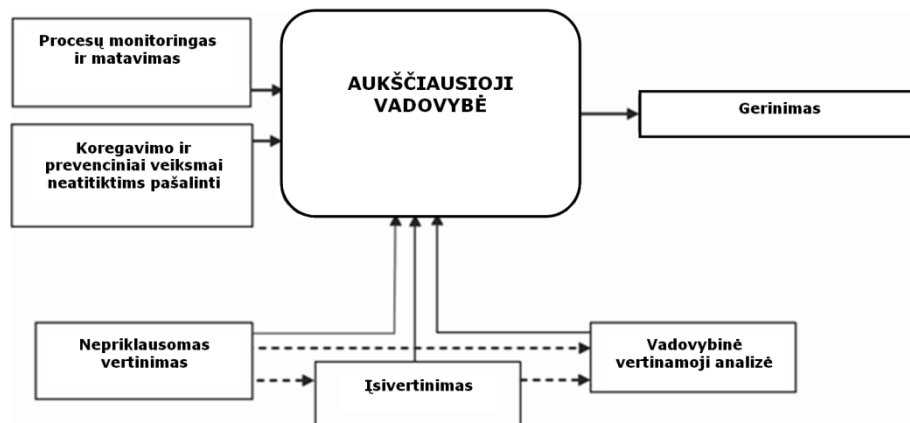 Procesų monitoringas
ir matavimas
AUKŠČIAUSIOJI
VADOVYBĖ
Gerinimas
Koregavimo ir
prevenciniai veiksmai
neatitiktims pašalinti
Nepriklausomas
vertinimas
Įsivertinimas
Vadovybinė
vertinamoji analizė